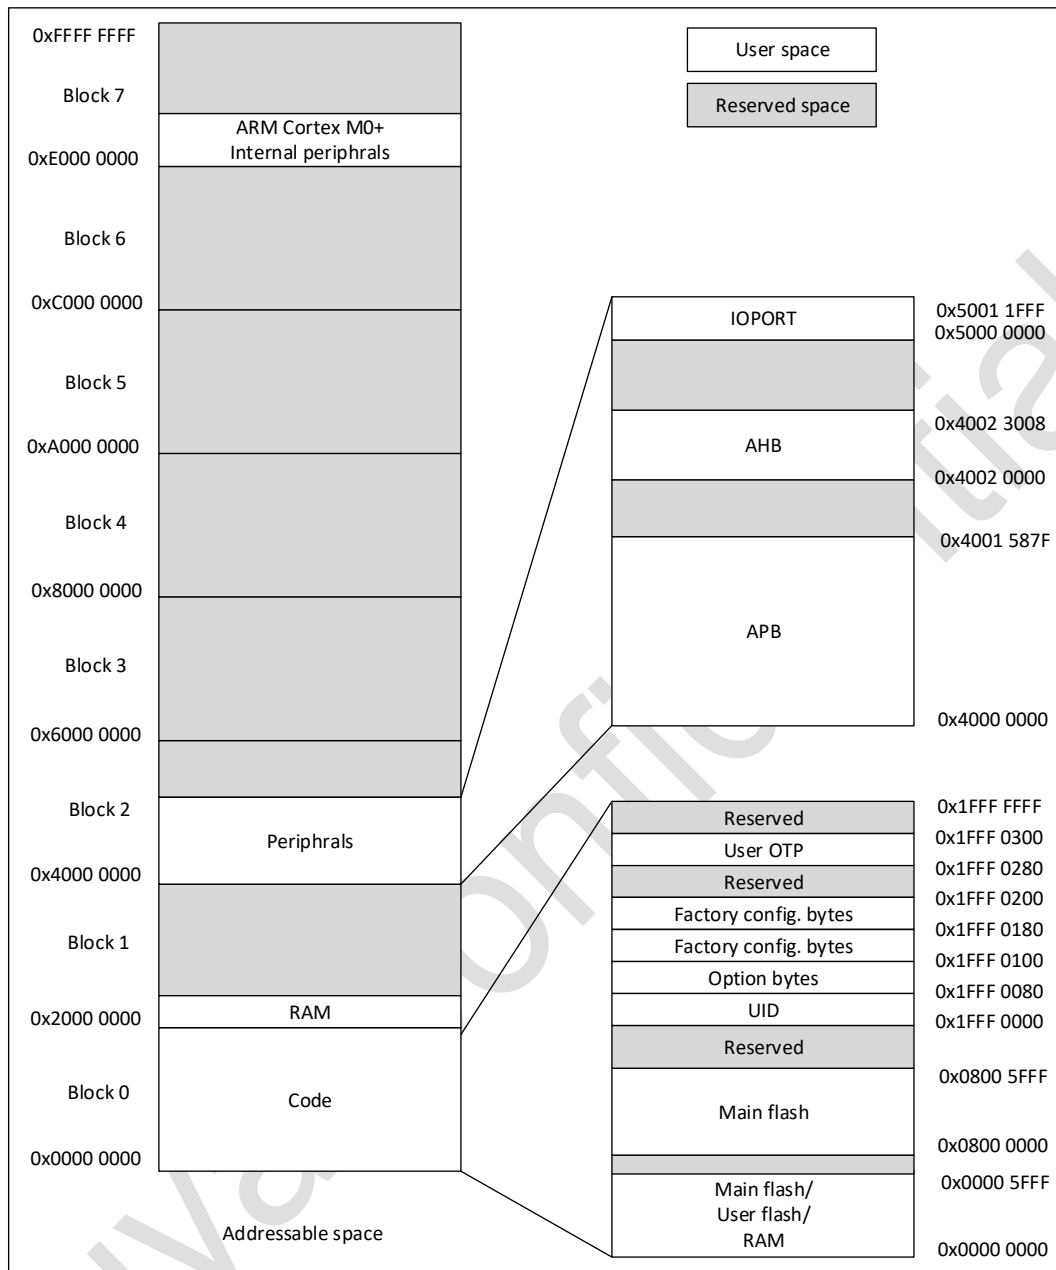 0xFFFF FFFF
Block 7
ARM Cortex M0+
Internal periphrals
0xE000 0000
Block 6
0xC000 0000
Block 5
0xA000 0000
Block 4
0x8000 0000
Block 3
0x6000 0000
Block 2
Periphrals
0x4000 0000
Block 1
RAM
0x2000 0000
Block 0
Code
0x0000 0000
Addressable space
User space
Reserved space
IOPORT
0x5001 1FFF
0x5000 0000
0x4002 3008
AHB
0x4002 0000
0x4001 587F
APB
0x4000 0000
0x1FFF FFFF
Reserved
0x1FFF 0300
User OTP
0x1FFF 0280
Reserved
0x1FFF 0200
Factory config. bytes
0x1FFF 0180
Factory config. bytes
0x1FFF 0100
Option bytes
0x1FFF 0080
UID
0x1FFF 0000
Reserved
0x0800 5FFF
Main flash
0x0800 0000
0x0000 5FFF
Main flash/
User flash/
RAM
0x0000 0000